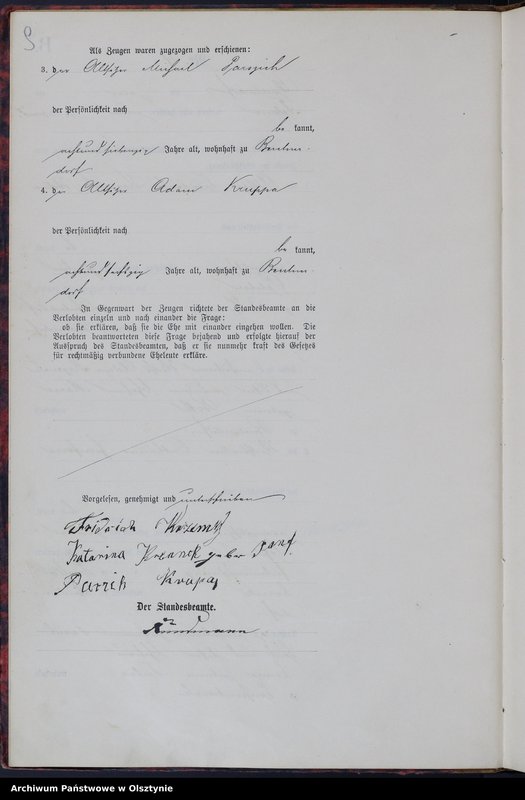 Als Zeugen waren zugezogen und erschienen:
3. der Altsitzer Michael
der Persönlichkeit nach
be kannt,
achtundsiebenzig Jahre alt, wohnhaft zu
dorf
4. der Altsitzer Adam Kruppa
der Persönlichkeit nach
be kannt,
achtundsechszig Jahre alt, wohnhaft zu
dorf
In Gegenwart der Zeugen richtete der Standesbeamte an die
Verlobten einzeln und nach einander die Frage:
ob sie erklären, daß sie die Ehe mit einander eingehen wollen. Die
Verlobten beantworteten diese Frage bejahend und erfolgte hierauf der
Ausspruch des Standesbeamten, daß er sie nunmehr kraft des Gesetzes
für rechtmäßig verbundene Eheleute erkläre.
Vorgelesen, genehmigt und unterschrieben
Katarina geber
Parzik Krupa
Der Standesbeamte.
Archiwum Państwowe w Olsztynie